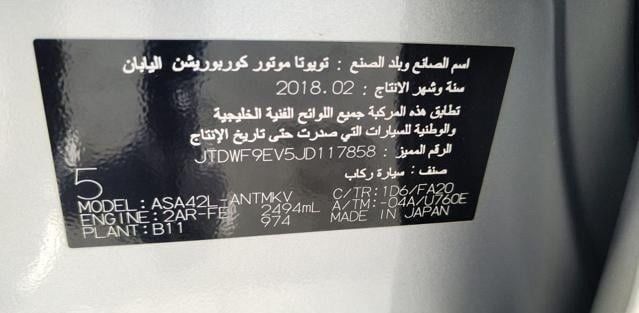 اسم الصانع وبلد الصنع : تويوتا موتور كوربوريشن اليابان
سنة وشهر الانتاج : 2018.02
تطابق هذه المركبة جميع اللوائح الفنية الخليجية
والوطنية للسيارات التي صدرت حتى تاريخ الإنتاج
الرقم المميز : JTDWF9EV5JD117858
صنف : سيارة ركاب
5
MODEL:ASA42L-ANTMKV C/TR:1D6/FA20
ENGINE:2AR-FE 2494mL A/TM:-04A/U760E
PLANT:B11 974 MADE IN JAPAN